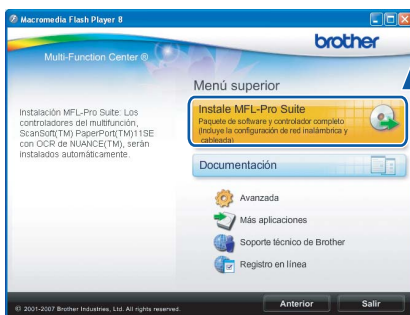 Macromedia Flash Player 8
brother
Multi-Function Center ®
Menú superior
Instalación MFL-Pro Suite: Los
controladores del multifunción,
ScanSoft(TM) PaperPort(TM)11SE
con OCR de NUANCE(TM), serán
instalados automáticamente.
Instale MFL-Pro Suite
Paquete de software y controlador completo
(Incluye la configuración de red inalámbrica y
cableada)
Documentación
Avanzada
Más aplicaciones
Soporte técnico de Brother
Registro en línea
© 2001-2007 Brother Industries, Ltd. All rights reserved.
Anterior
Salir